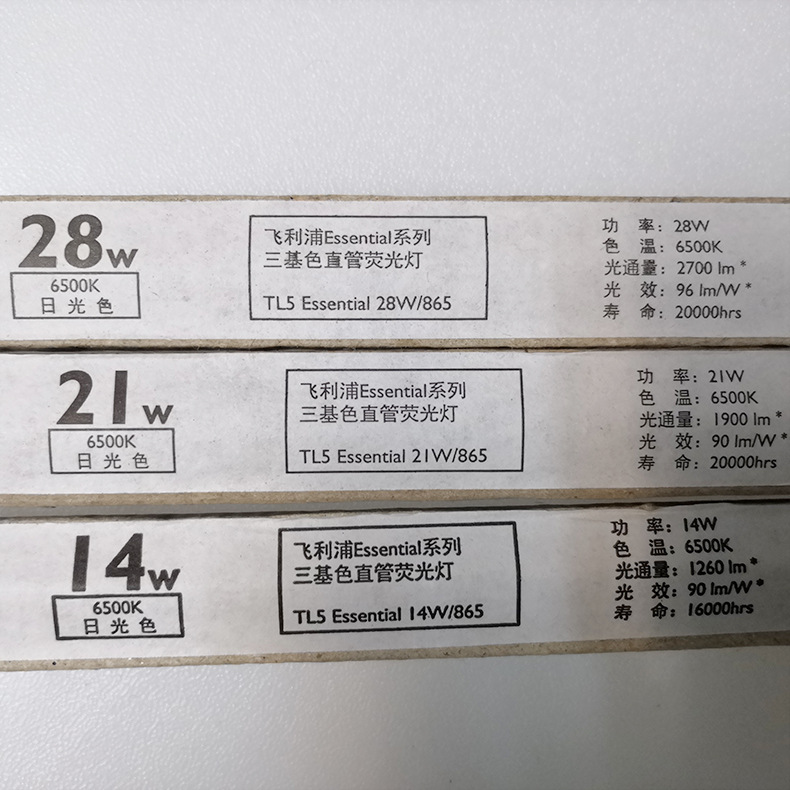 28W
6500K
日光色
飞利浦Essential系列
三基色直管荧光灯
TL5 Essential 28W/865
功 率：28W
色 温：6500K
光通量：2700 lm *
光 效：96 lm/W *
寿 命：20000hrs
21W
6500K
日光色
飞利浦Essential系列
三基色直管荧光灯
TL5 Essential 21W/865
功 率：21W
色 温：6500K
光通量：1900 lm *
光 效：90 lm/W *
寿 命：20000hrs
14W
6500K
日光色
飞利浦Essential系列
三基色直管荧光灯
TL5 Essential 14W/865
功 率：14W
色 温：6500K
光通量：1260 lm *
光 效：90 lm/W *
寿 命：16000hrs